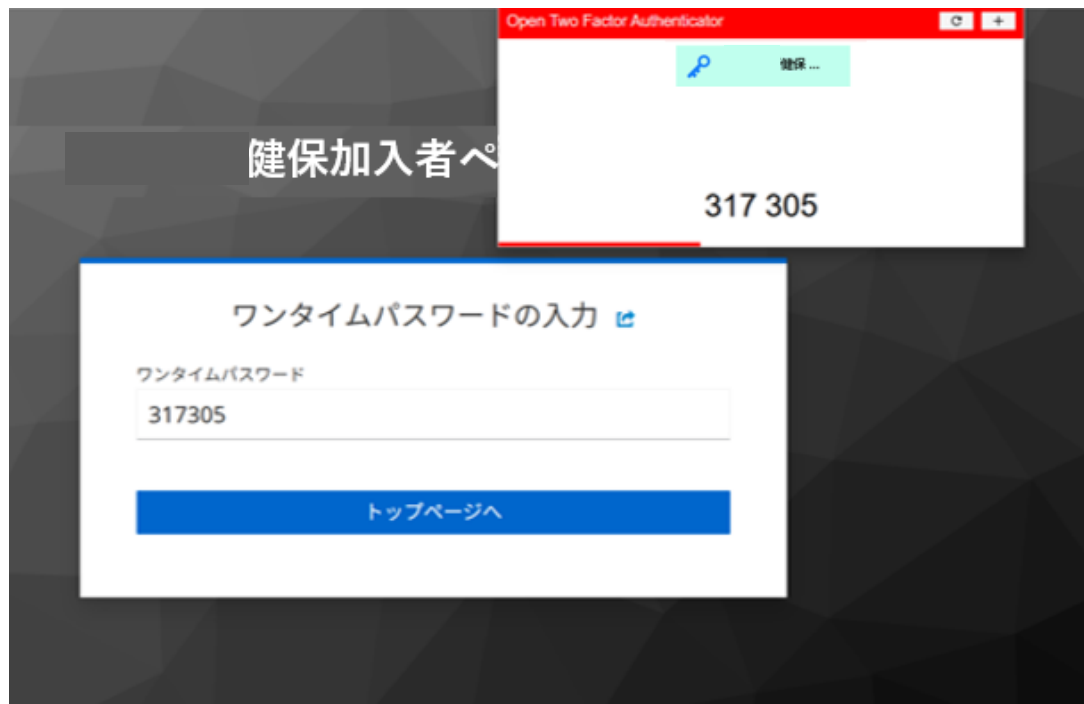 Open Two Factor Authenticator
健保 ...
健保加入者ペ
317 305
ワンタイムパスワードの入力
ワンタイムパスワード
317305
トップページへ